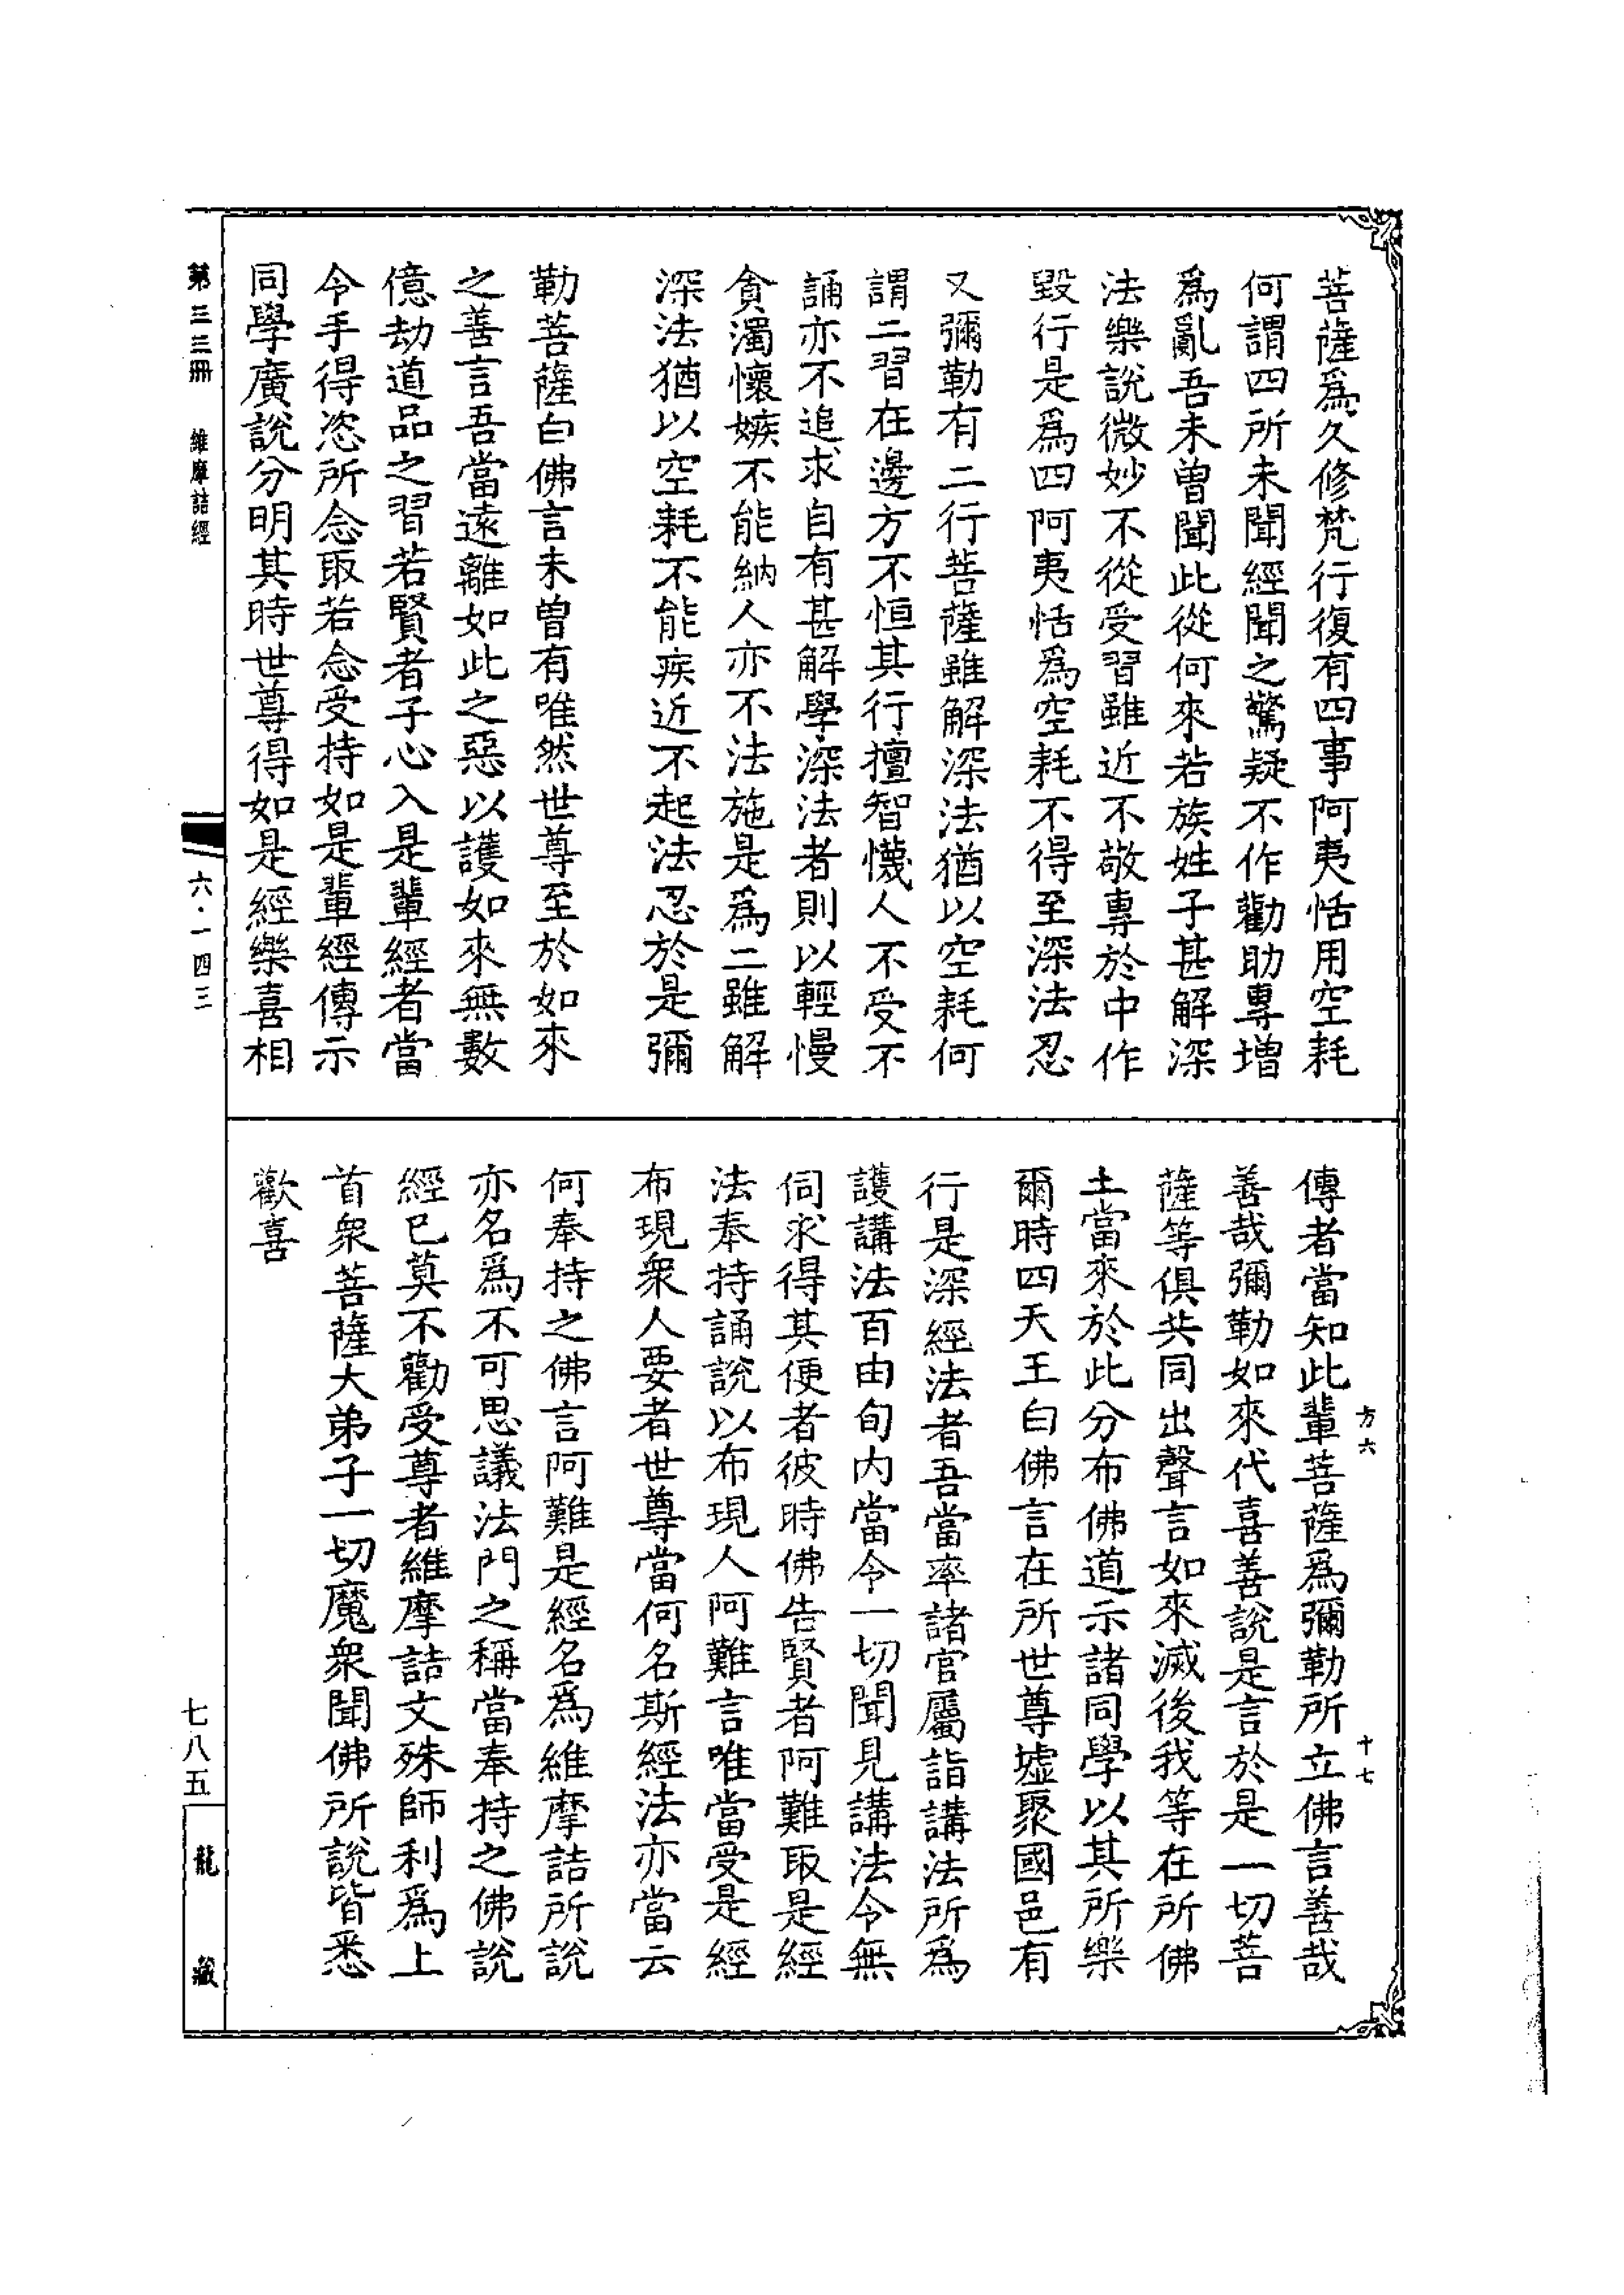 菩薩爲久修梵行復有四事阿夷恬用空耗
何謂四所未聞經聞之驚疑不作勸助專增
爲亂吾未曾聞此從何來若族姓子甚解深
法樂說微妙不從受習雖近不敬專於中作
毀行是爲四阿夷恬爲空耗不得至深法忍
又彌勒有二行菩薩雖解深法猶以空耗何
謂二習在邊方不恒其行擅智懱人不受不
誦亦不追求自有甚解學深法者則以輕慢
貪濁懷嫉不能納人亦不法施是爲二雖解
深法猶以空耗不能疾近不起法忍於是彌
勒菩薩白佛言未曾有唯然世尊至於如來
之善言吾當遠離如此之惡以護如來無數
億劫道品之習若賢者子心入是輩經者當
令手得恣所念取若念受持如是輩經傳示
同學廣說分明其時世尊得如是經樂喜相
傳者當知此輩菩薩爲彌勒所立佛言善哉
善哉彌勒如來代喜善說是言於是一切菩
薩等俱共同出聲言如來滅後我等在所佛
土當來於此分布佛道示諸同學以其所樂
爾時四天王白佛言在所世尊墟聚國邑有
行是深經法者吾當率諸官屬詣講法所爲
護講法百由旬內當令一切聞見講法令無
伺求得其便者彼時佛告賢者阿難取是經
法奉持誦說以布現人阿難言唯當受是經
布現衆人要者世尊當何名斯經法亦當云
何奉持之佛言阿難是經名爲維摩詰所說
亦名爲不可思議法門之稱當奉持之佛說
經已莫不勸受尊者維摩詰文殊師利爲上
首衆菩薩大弟子一切魔衆聞佛所說皆悉
歡喜
方六
十七
第三三冊 維摩詰經
六·一四三
七八五
龍藏